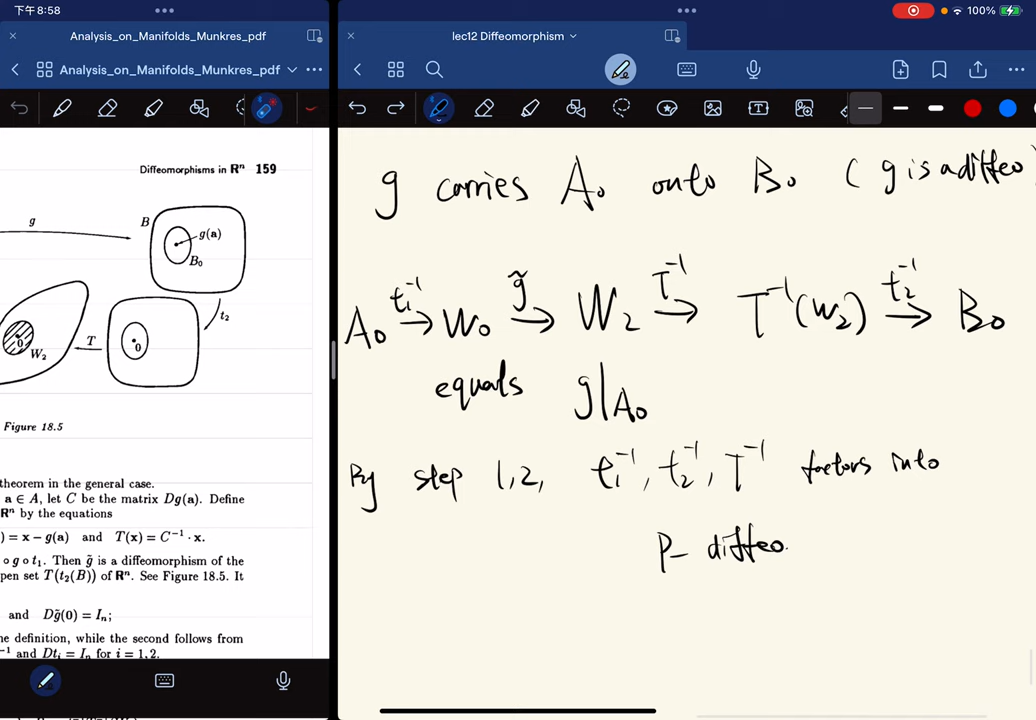 下午8:58
100%
Analysis_on_Manifolds_Munkres_pdf
lec12 Diffeomorphism
Analysis_on_Manifolds_Munkres_pdf
Diffeomorphisms in Rⁿ 159
g
B
g(a)
B₀
t₂
0
W₂
T
0
Figure 18.5
theorem in the general case.
a ∈ A, let C be the matrix Dg(a). Define
Rⁿ by the equations
) = x − g(a) and T(x) = C⁻¹ · x.
∘ g ∘ t₁. Then g̃ is a diffeomorphism of the
pen set T(t₂(B)) of Rⁿ. See Figure 18.5. It
and Dg̃(0) = Iₙ;
he definition, while the second follows from
⁻¹ and Dtᵢ = Iₙ for i = 1,2.
g carries A₀ onto B₀ (g is a diffeo)
A₀ →t₁⁻¹ W₀ →g̃ W₂ →T⁻¹ T⁻¹(W₂) →t₂⁻¹ B₀
equals g|A₀
By step 1,2, t₁⁻¹, t₂⁻¹, T⁻¹ factors into
P- diffeo.